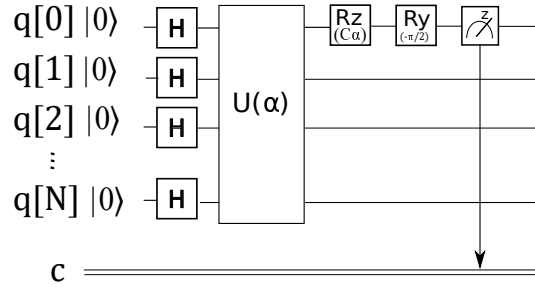 q[0] |0⟩ H Rz (Cα) Ry (-π/2) z
q[1] |0⟩ H
U(α)
q[2] |0⟩ H
...
q[N] |0⟩ H
c